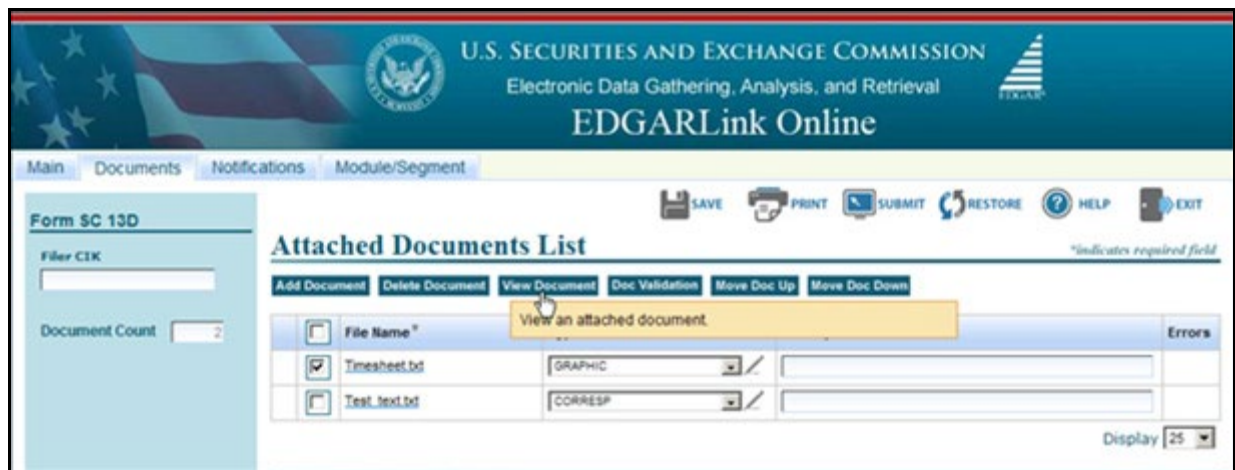 U.S. SECURITIES AND EXCHANGE COMMISSION
Electronic Data Gathering, Analysis, and Retrieval
EDGAR
EDGARLink Online
Main Documents Notifications Module/Segment
SAVE PRINT SUBMIT RESTORE HELP EXIT
Form SC 13D
Filer CIK
Document Count 2
Attached Documents List
*indicates required field
Add Document Delete Document View Document Doc Validation Move Doc Up Move Doc Down
View an attached document.
File Name* Errors
Timesheet.txt GRAPHIC
Test_text.txt CORRESP
Display 25